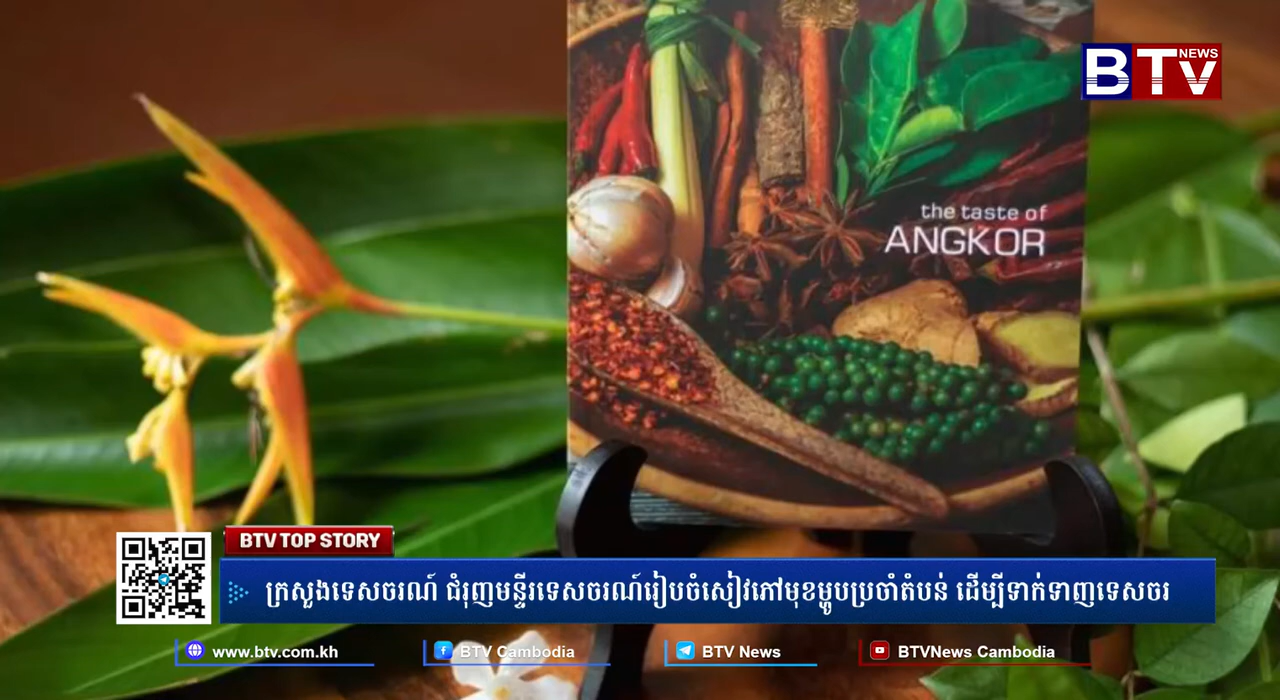 BTV NEWS
the taste of
ANGKOR
BTV TOP STORY
ក្រសួងទេសចរណ៍ ជំរុញមន្ទីរទេសចរណ៍រៀបចំសៀវភៅមុខម្ហូបប្រចាំតំបន់ ដើម្បីទាក់ទាញទេសចរ
www.btv.com.kh
BTV Cambodia
BTV News
BTVNews Cambodia